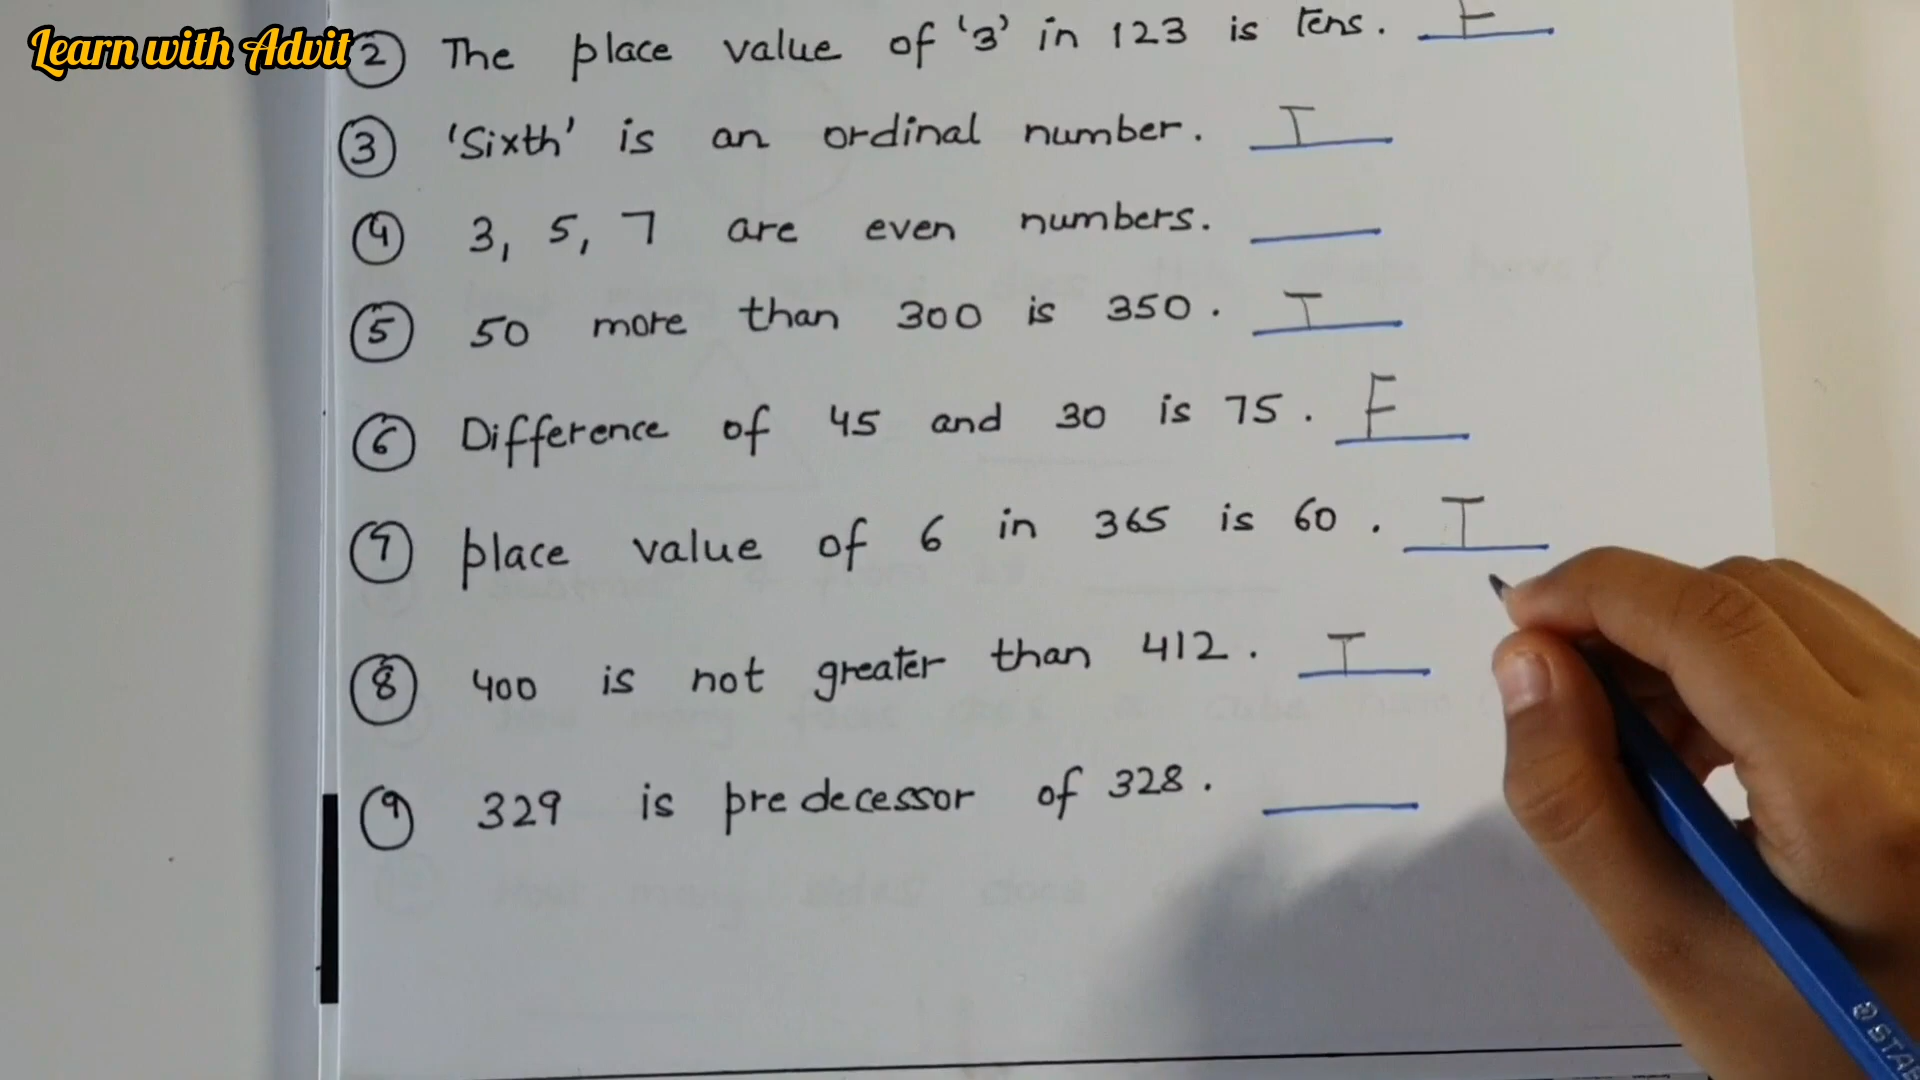 Learn with Advit
2 The place value of '3' in 123 is tens. F
3 'Sixth' is an ordinal number. T
4 3, 5, 7 are even numbers. ____
5 50 more than 300 is 350. T
6 Difference of 45 and 30 is 75. F
7 place value of 6 in 365 is 60. T
8 400 is not greater than 412. T
9 329 is predecessor of 328. ____